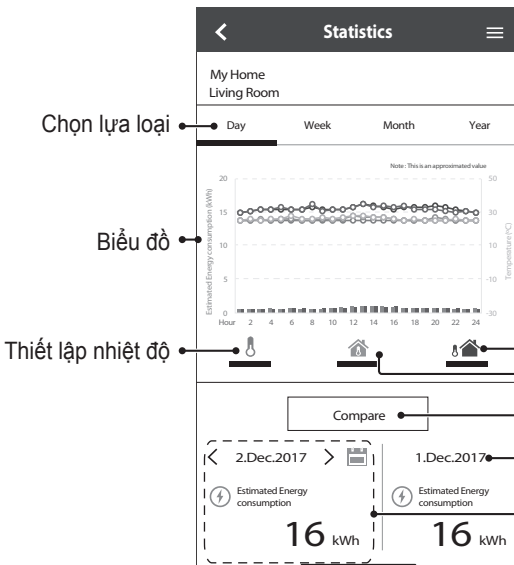 Statistics
My Home
Living Room
Chọn lựa loại
Day Week Month Year
Note : This is an approximated value
Biểu đồ
Estimated Energy consumption (kWh)
20
15
10
5
0
50
30
10
-10
-30
Temperature (ºC)
Hour 2 4 6 8 10 12 14 16 18 20 22 24
Thiết lập nhiệt độ
Compare
2.Dec.2017 1.Dec.2017
Estimated Energy Estimated Energy
consumption consumption
16 kWh 16 kWh